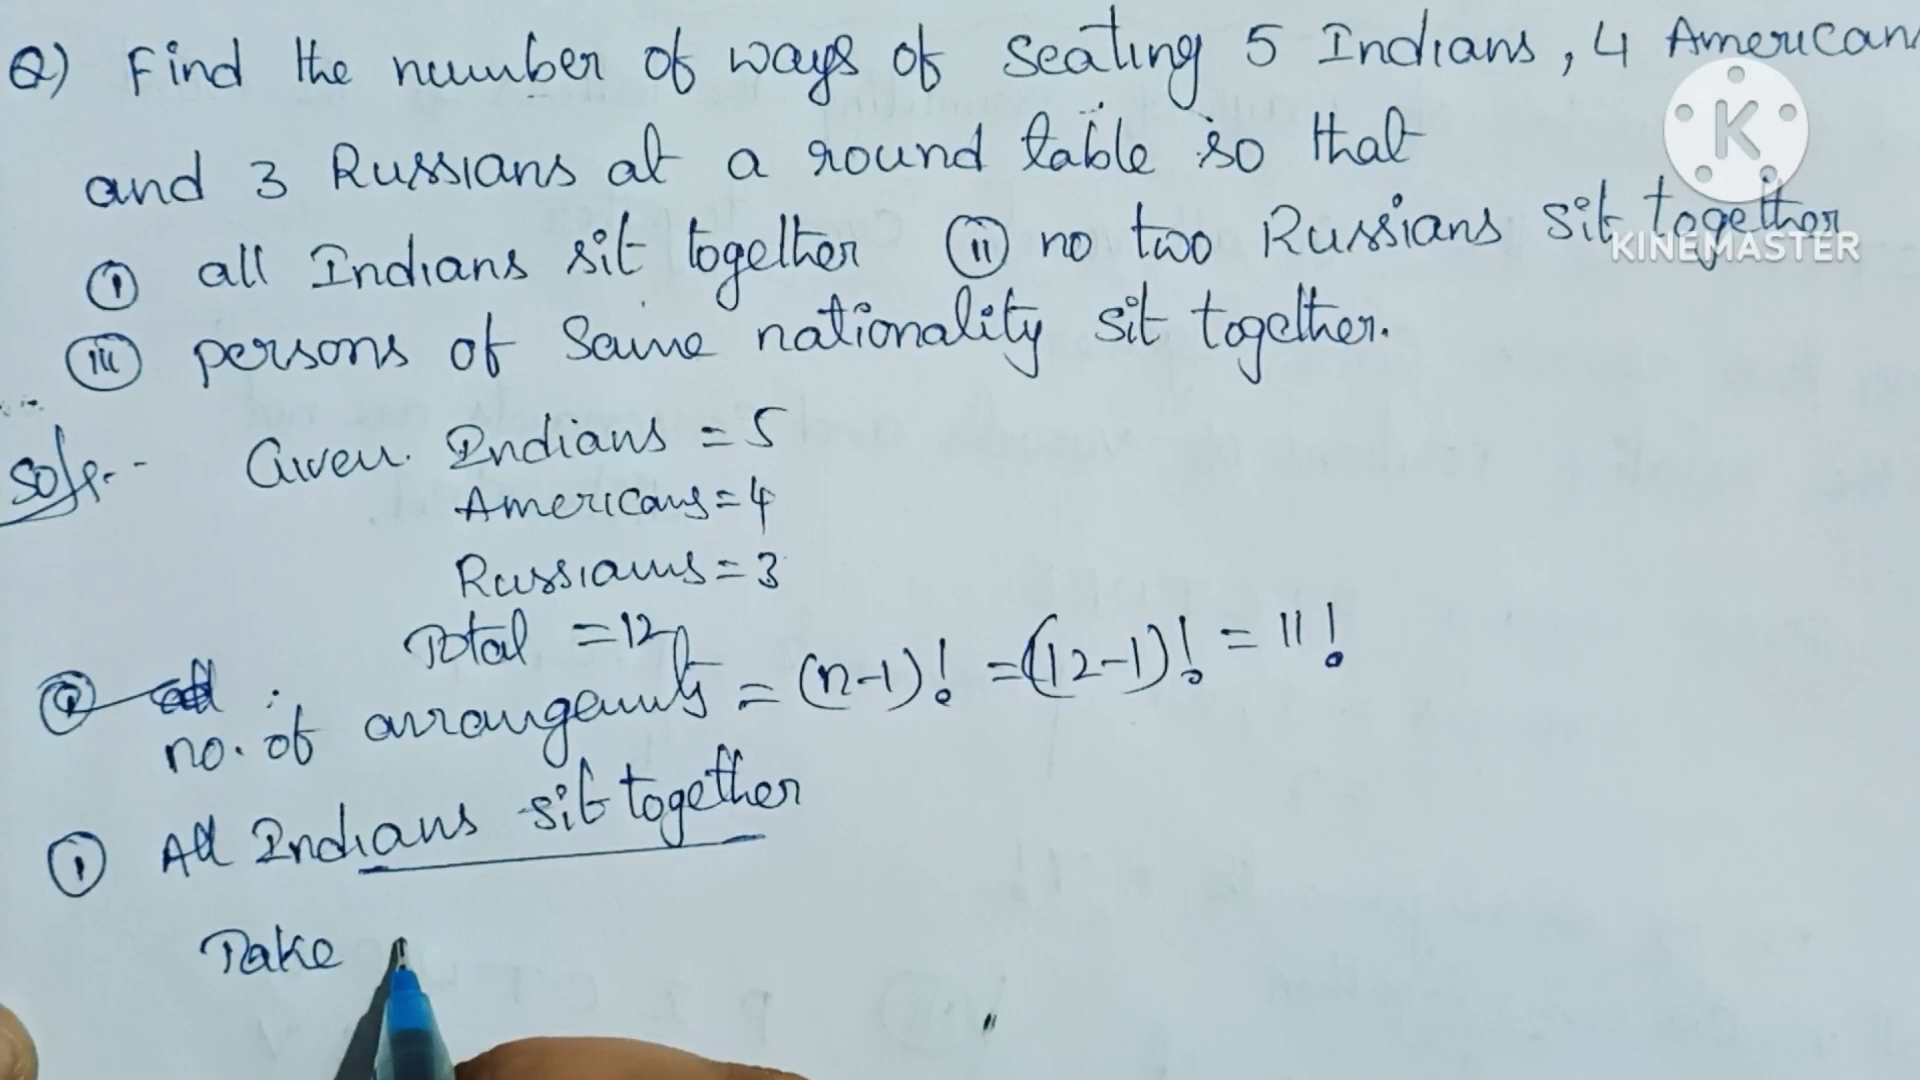 Q) Find the number of ways of seating 5 Indians, 4 American
and 3 Russians at a round table so that
(i) all Indians sit together (ii) no two Russians sit together
(iii) persons of same nationality sit together.
K
KINEMASTER
Given. Indians = 5
Americans = 4
Russians = 3
Total = 12
no. of = (n-1)! = (12-1)! = 11!
(i) All Indians sit together
Take